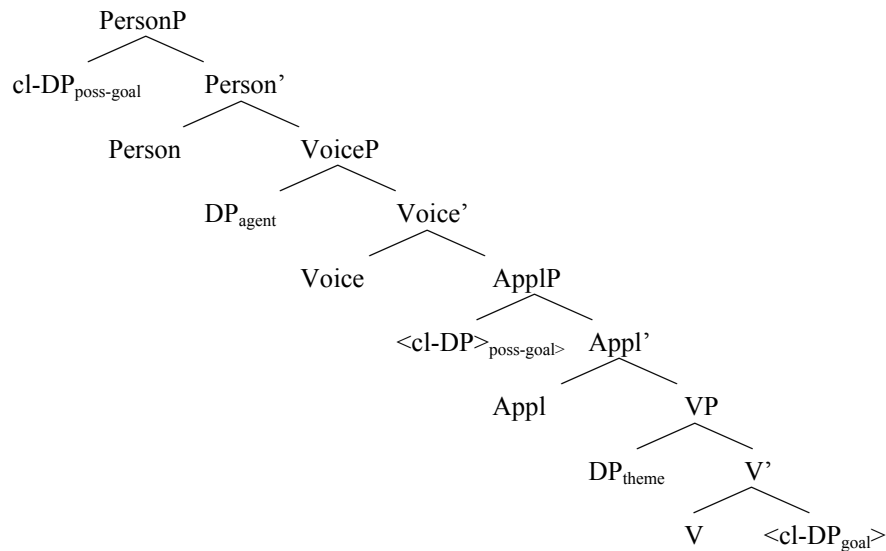 PersonP
cl-DPposs-goal Person’
Person VoiceP
DPagent Voice’
Voice ApplP
<cl-DP>poss-goal> Appl’
Appl VP
DPtheme V’
V <cl-DPgoal>